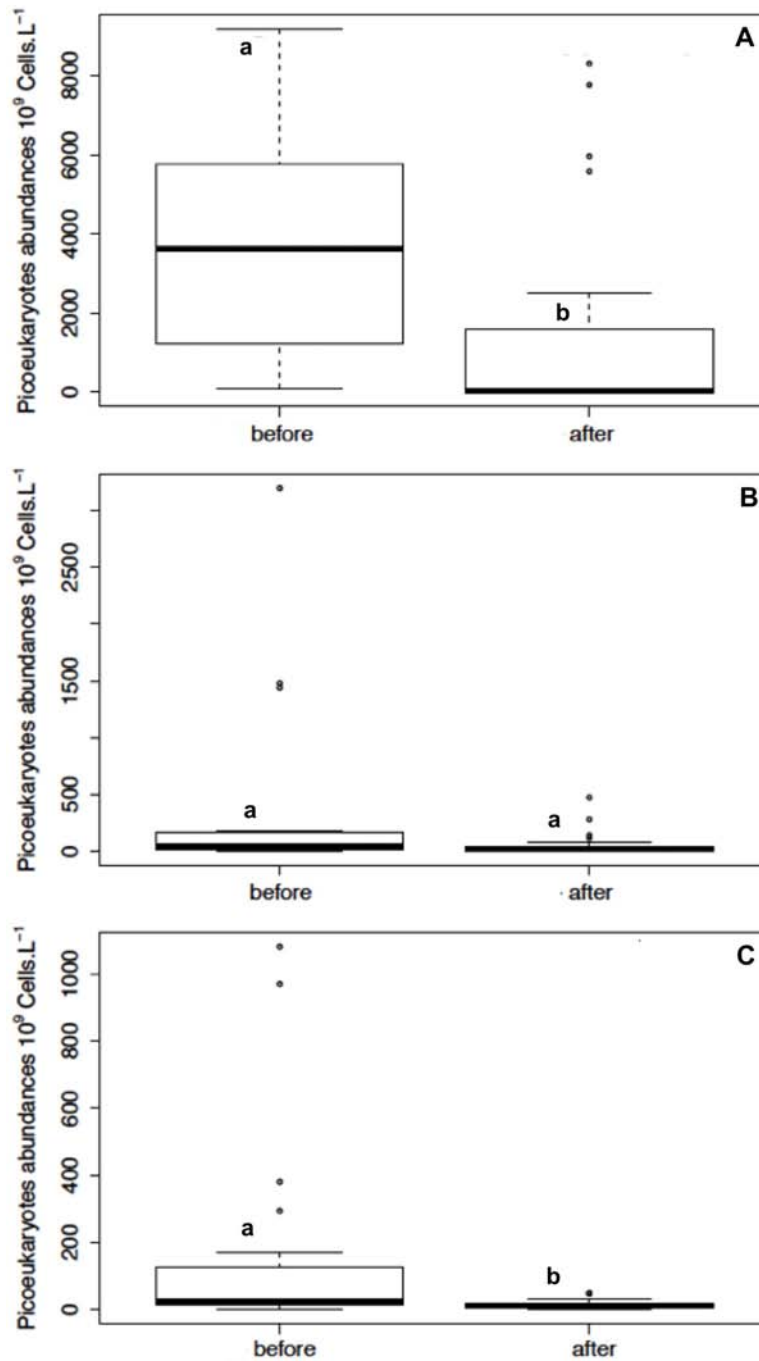 A
Picoeukaryotes abundances 10⁹ Cells.L⁻¹
8000
6000
4000
2000
0
a
b
before
after
B
Picoeukaryotes abundances 10⁹ Cells.L⁻¹
2500
1500
500
0
a
a
before
after
C
Picoeukaryotes abundances 10⁹ Cells.L⁻¹
1000
800
600
400
200
0
a
b
before
after